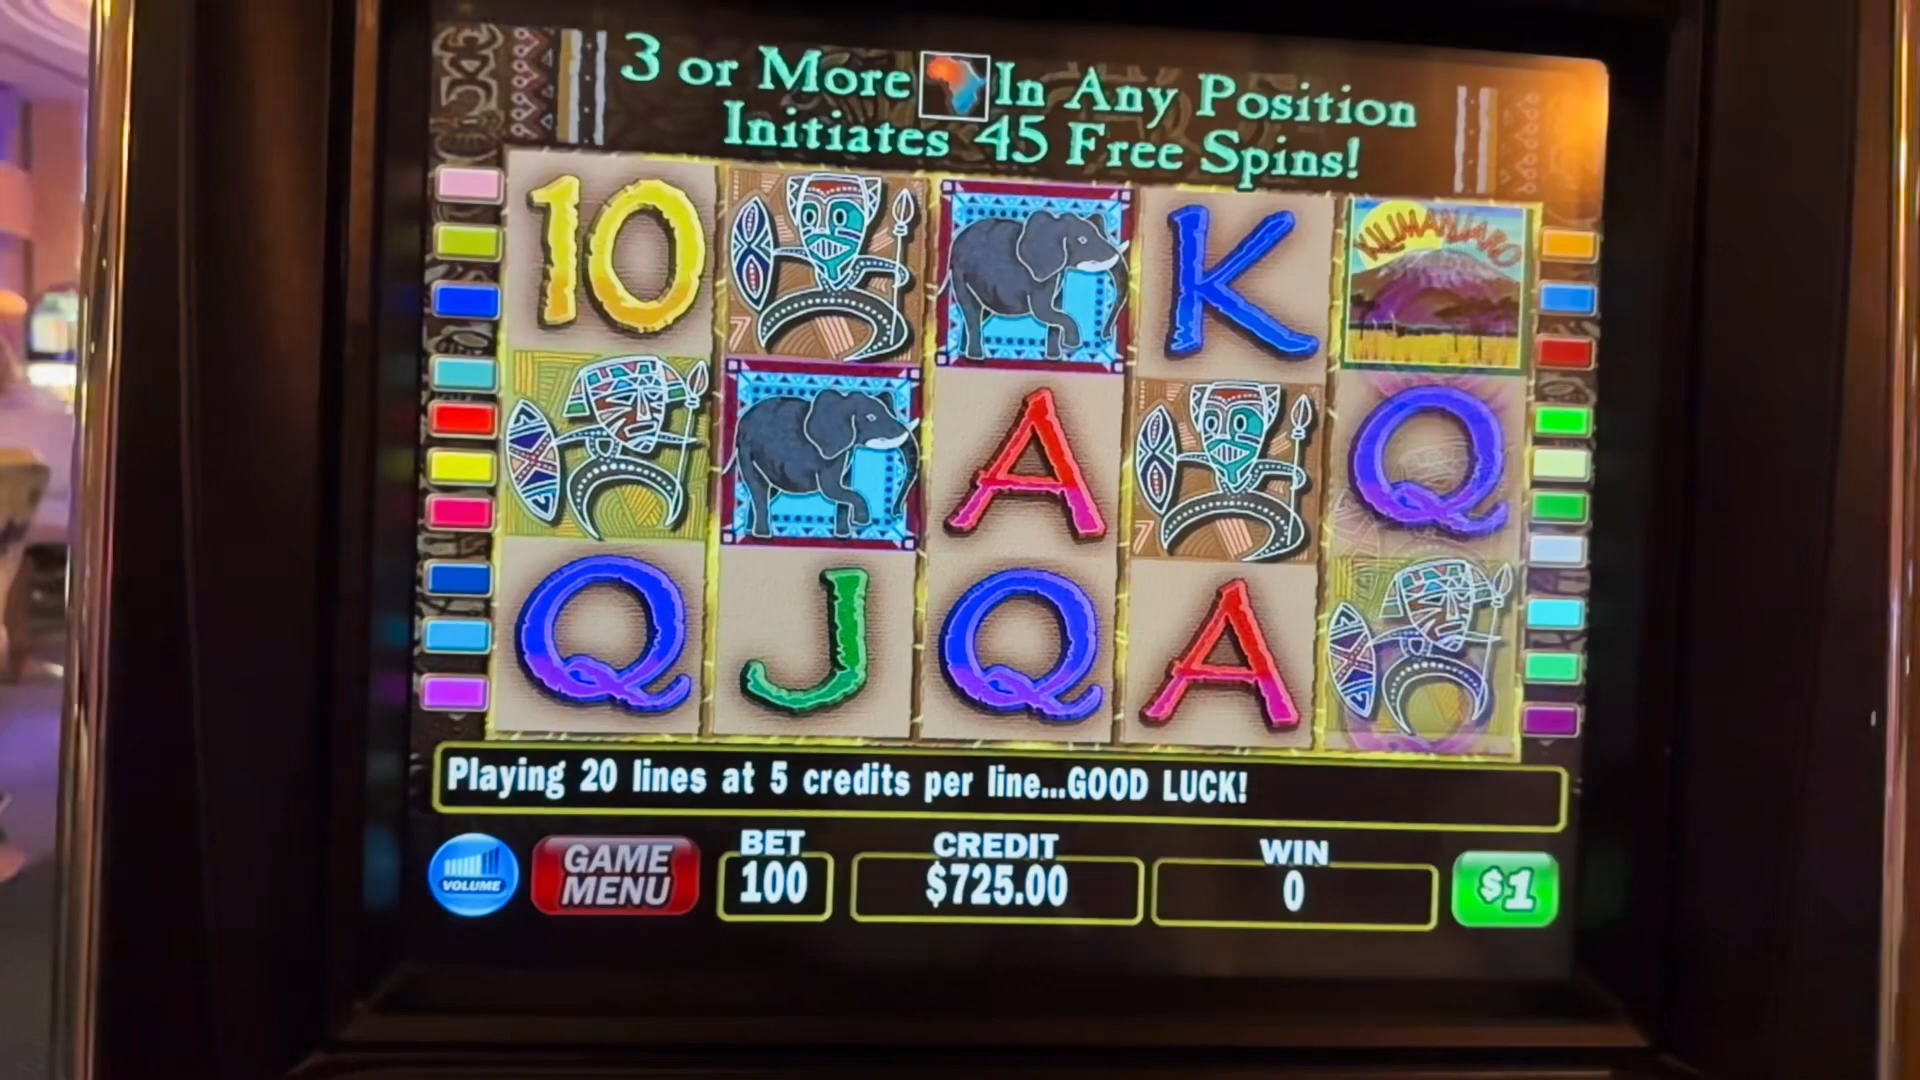 3 or More In Any Position
Initiates 45 Free Spins!
10
K
KILIMANJARO
A
Q
Q
J
Q
A
Playing 20 lines at 5 credits per line...GOOD LUCK!
VOLUME
GAME
MENU
BET
100
CREDIT
$725.00
WIN
0
$1